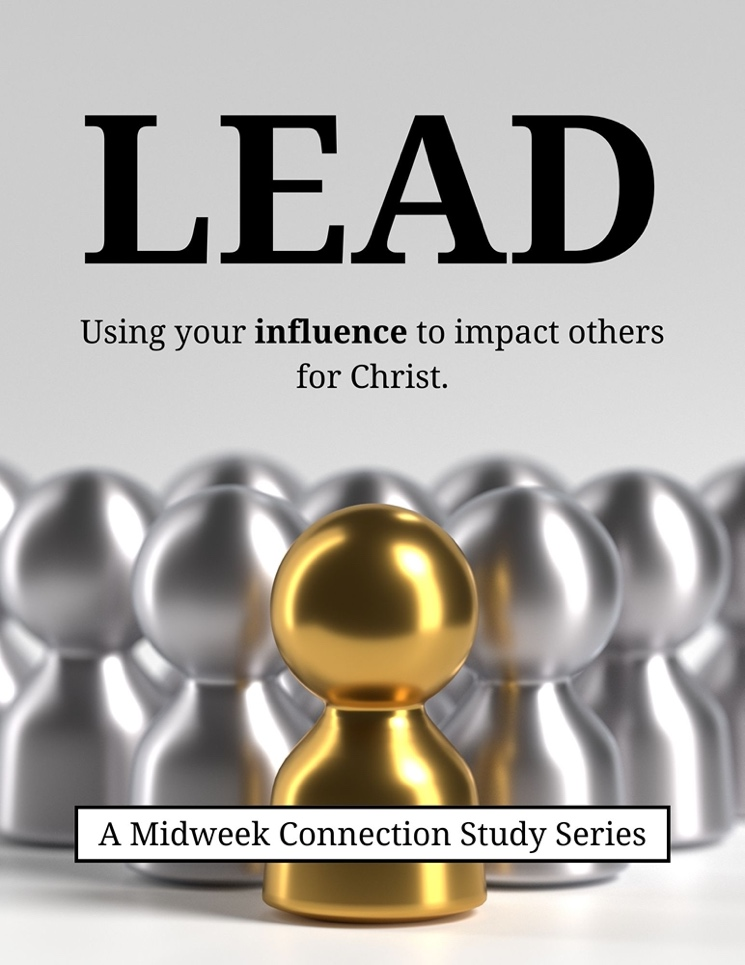 LEAD
Using your influence to impact others
for Christ.
A Midweek Connection Study Series